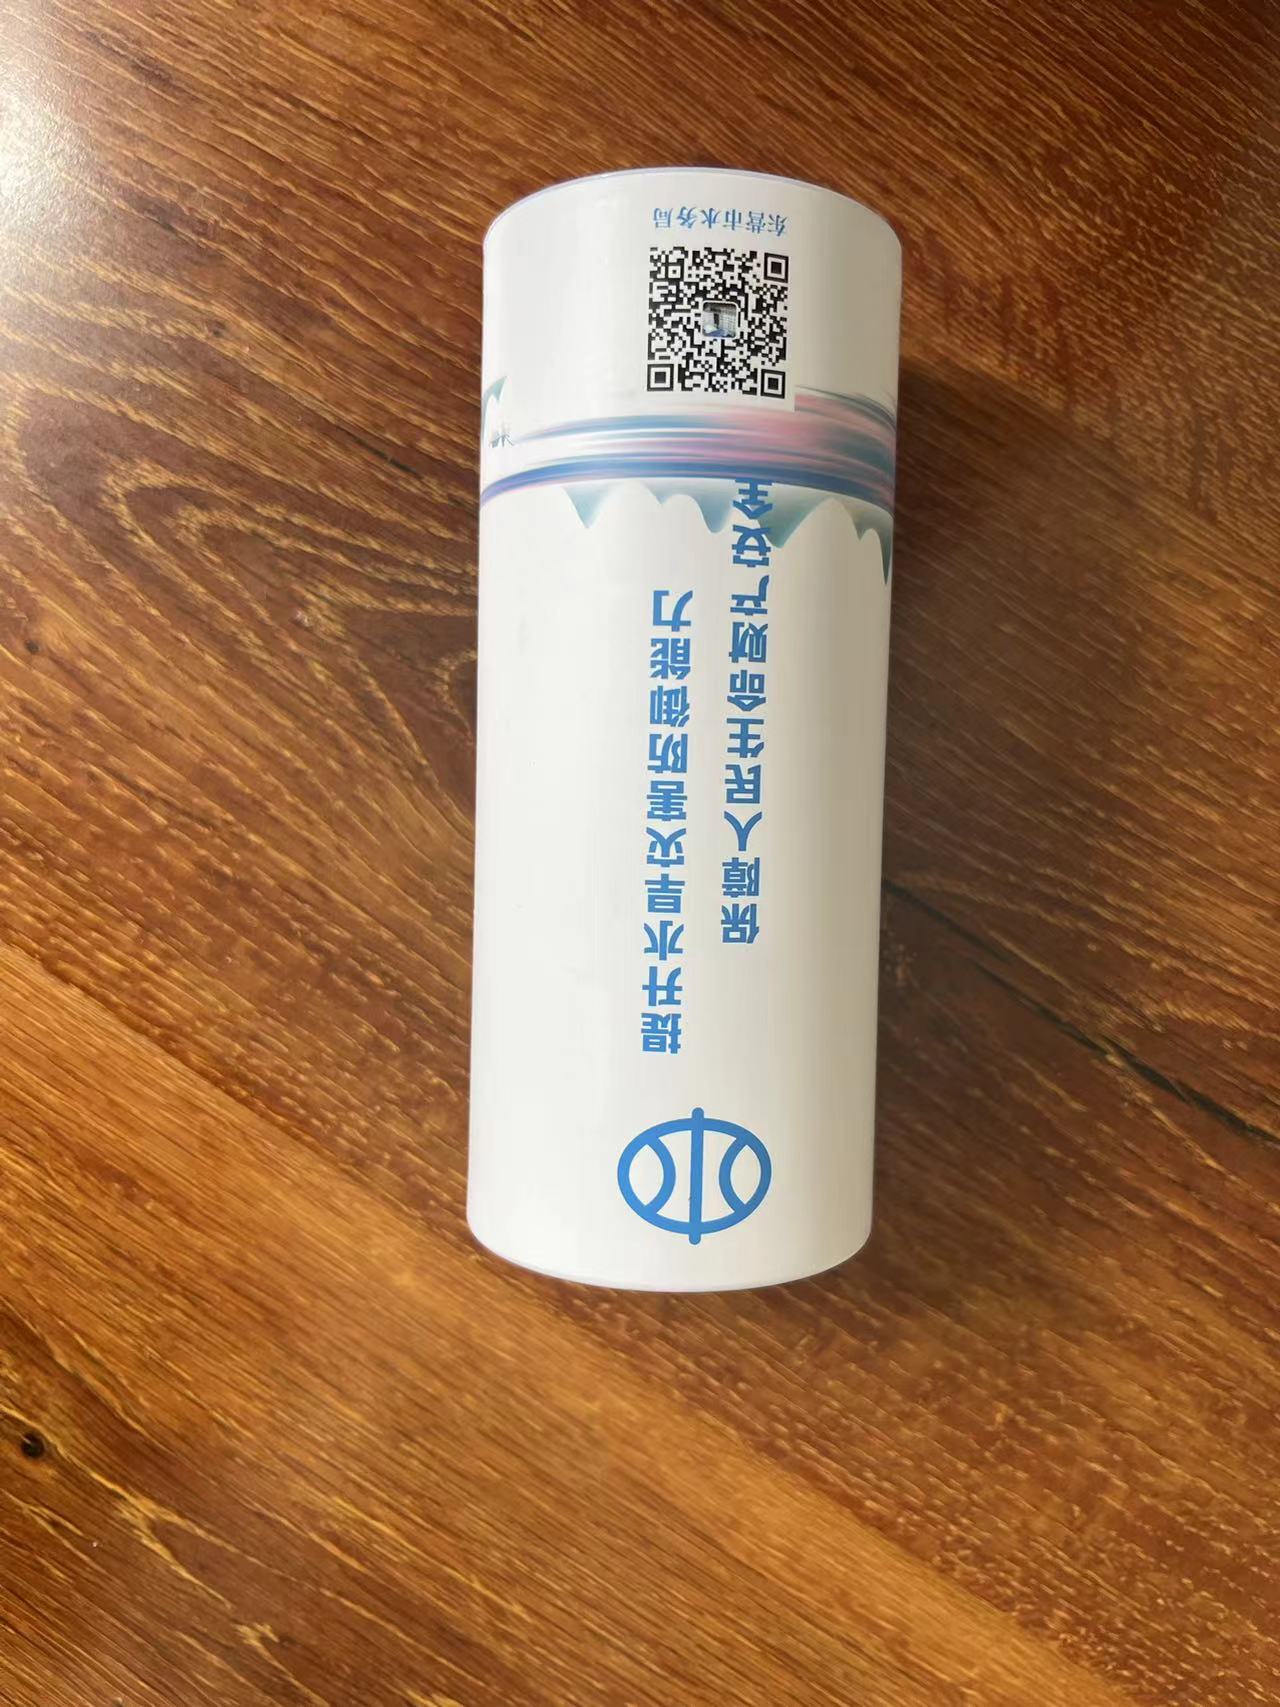 提升水旱灾害防御能力
保障人民生命财产安全
东营市水务局